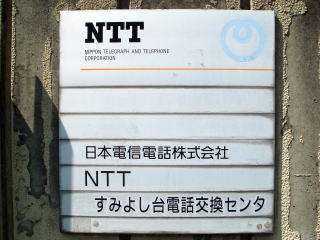 NTT
NIPPON TELEGRAPH AND TELEPHONE
CORPORATION
日本電信電話株式会社
NTT
すみよし台電話交換センタ